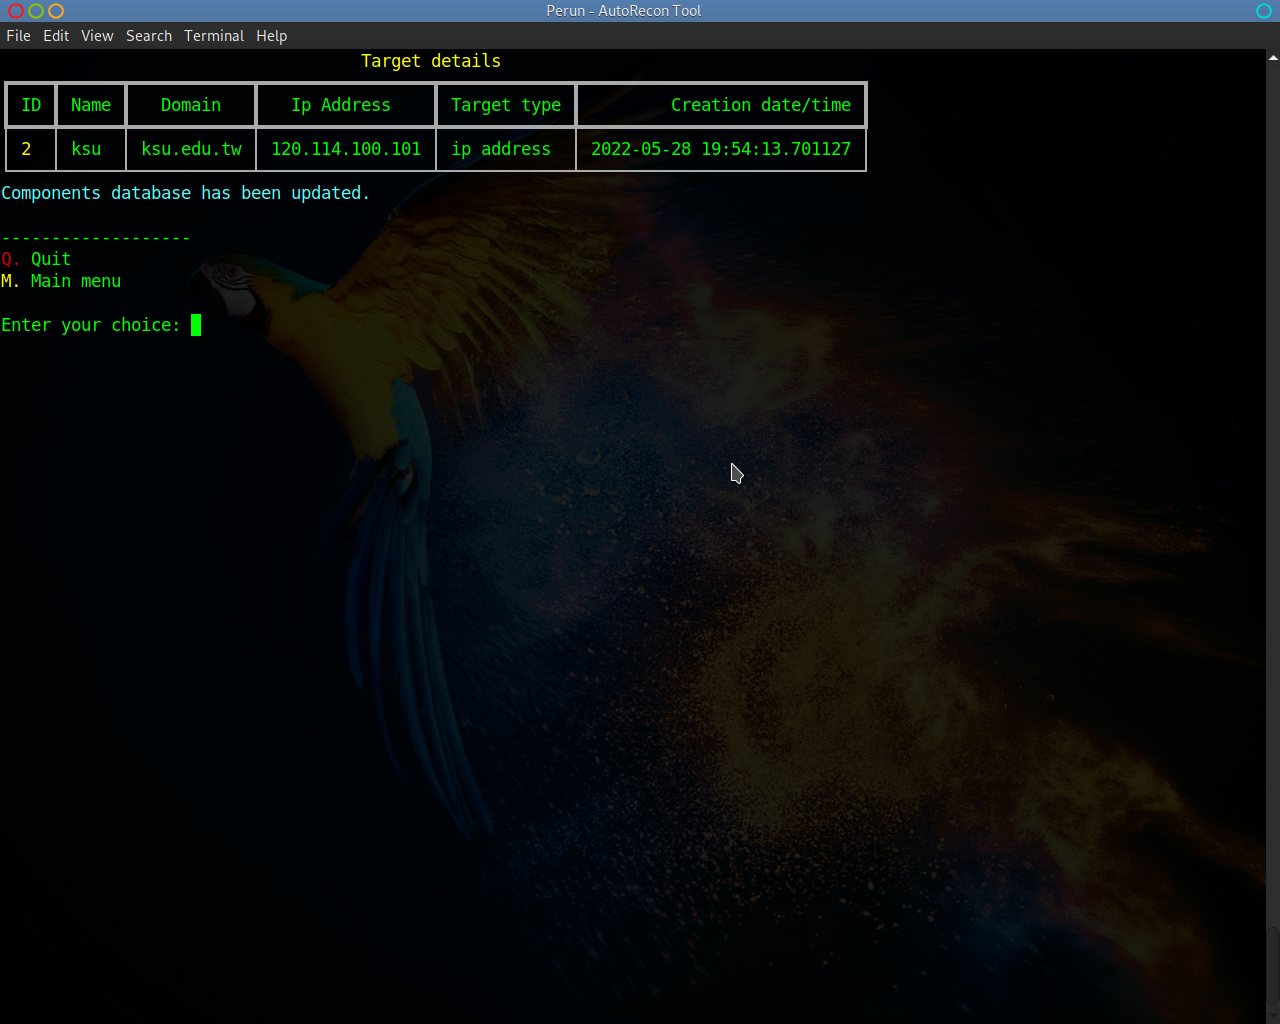 Perun - AutoRecon Tool
File Edit View Search Terminal Help
Target details
ID Name Domain Ip Address Target type Creation date/time
2 ksu ksu.edu.tw 120.114.100.101 ip address 2022-05-28 19:54:13.701127
Components database has been updated.
-------------------
Q. Quit
M. Main menu
Enter your choice: